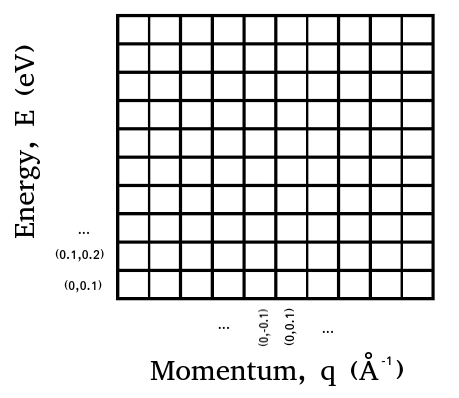 Energy, E (eV)
...
(0.1,0.2)
(0,0.1)
... (0,-0.1) (0,0.1) ...
Momentum, q (Å⁻¹)